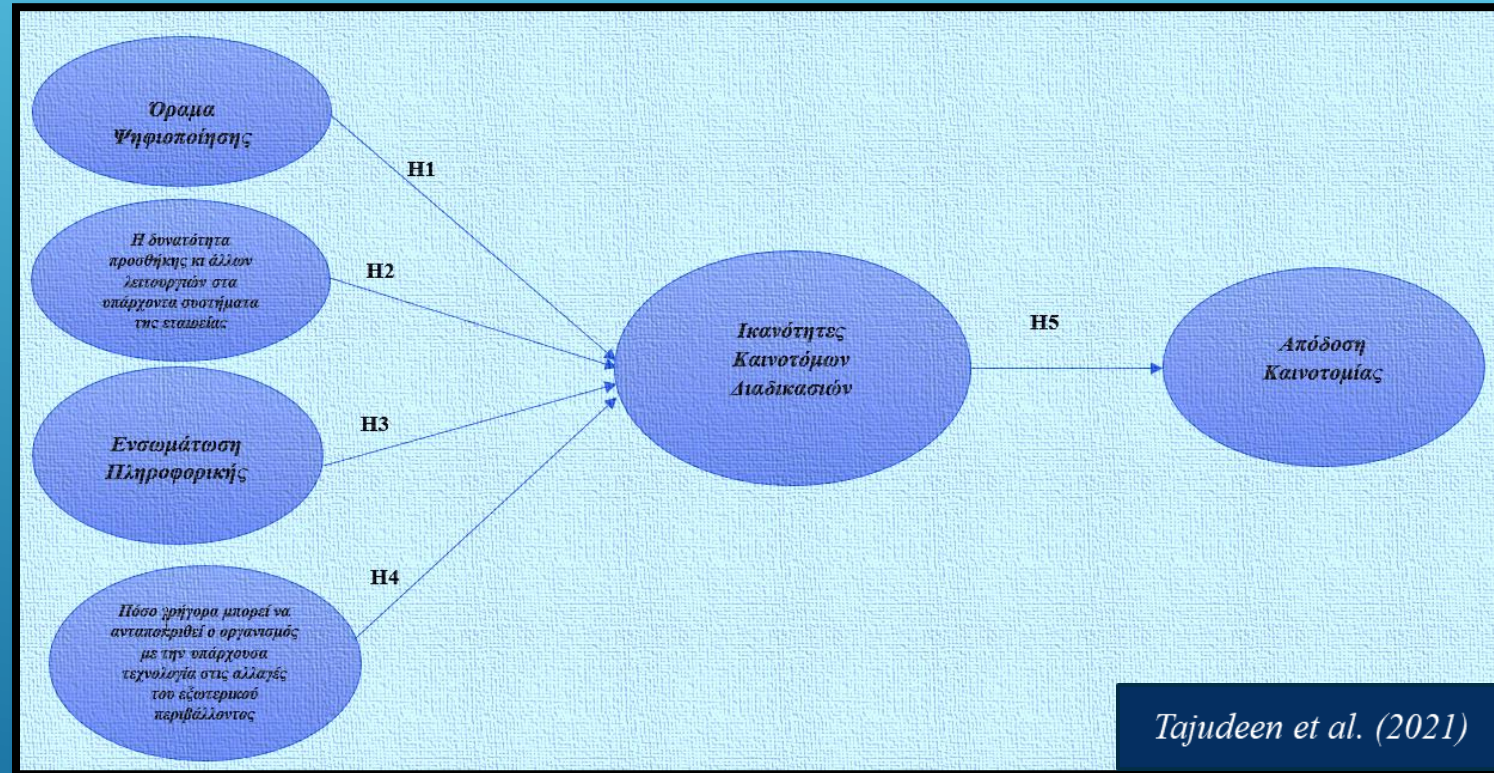 Όραμα
Ψηφιοποίησης
H1
Η δυνατότητα
προσθήκης κι άλλων
λειτουργιών στα
υπάρχοντα συστήματα
της εταιρείας
H2
Ενσωμάτωση
Πληροφορικής
H3
Πόσο γρήγορα μπορεί να
ανταποκριθεί ο οργανισμός
με την υπάρχουσα
τεχνολογία στις αλλαγές
του εξωτερικού
περιβάλλοντος
H4
Ικανότητες
Καινοτόμων
Διαδικασιών
H5
Απόδοση
Καινοτομίας
Tajudeen et al. (2021)